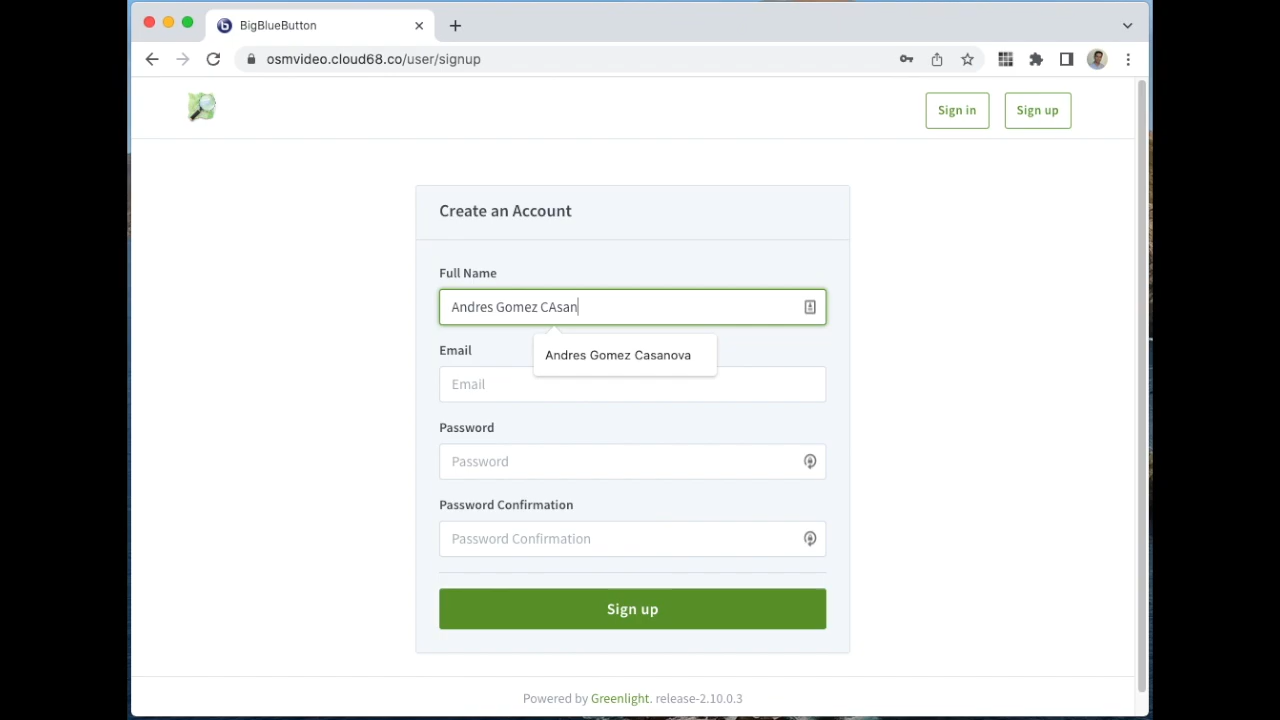 BigBlueButton
osmvideo.cloud68.co/user/signup
Sign in
Sign up
Create an Account
Full Name
Andres Gomez CAsan
Andres Gomez Casanova
Email
Email
Password
Password
Password Confirmation
Password Confirmation
Sign up
Powered by Greenlight. release-2.10.0.3